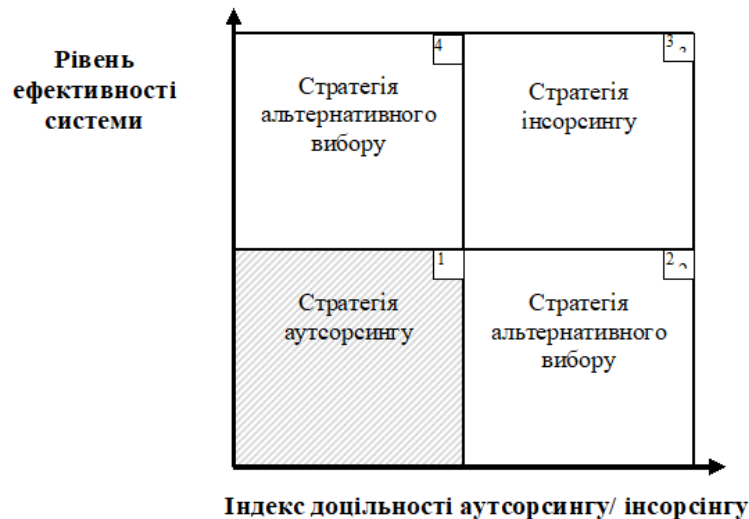 Рівень
ефективності
системи
4
Стратегія
альтернативного
вибору
3
Стратегія
інсорсингу
1
Стратегія
аутсорсингу
2
Стратегія
альтернативного
вибору
Індекс доцільності аутсорсингу/ інсорсінгу